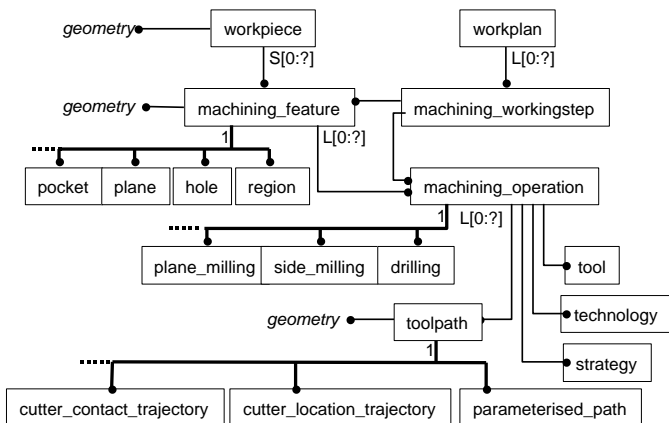 geometry
workpiece
workplan
S[0:?]
L[0:?]
geometry
machining_feature
machining_workingstep
1
L[0:?]
pocket
plane
hole
region
machining_operation
1
L[0:?]
plane_milling
side_milling
drilling
tool
geometry
toolpath
technology
1
strategy
cutter_contact_trajectory
cutter_location_trajectory
parameterised_path